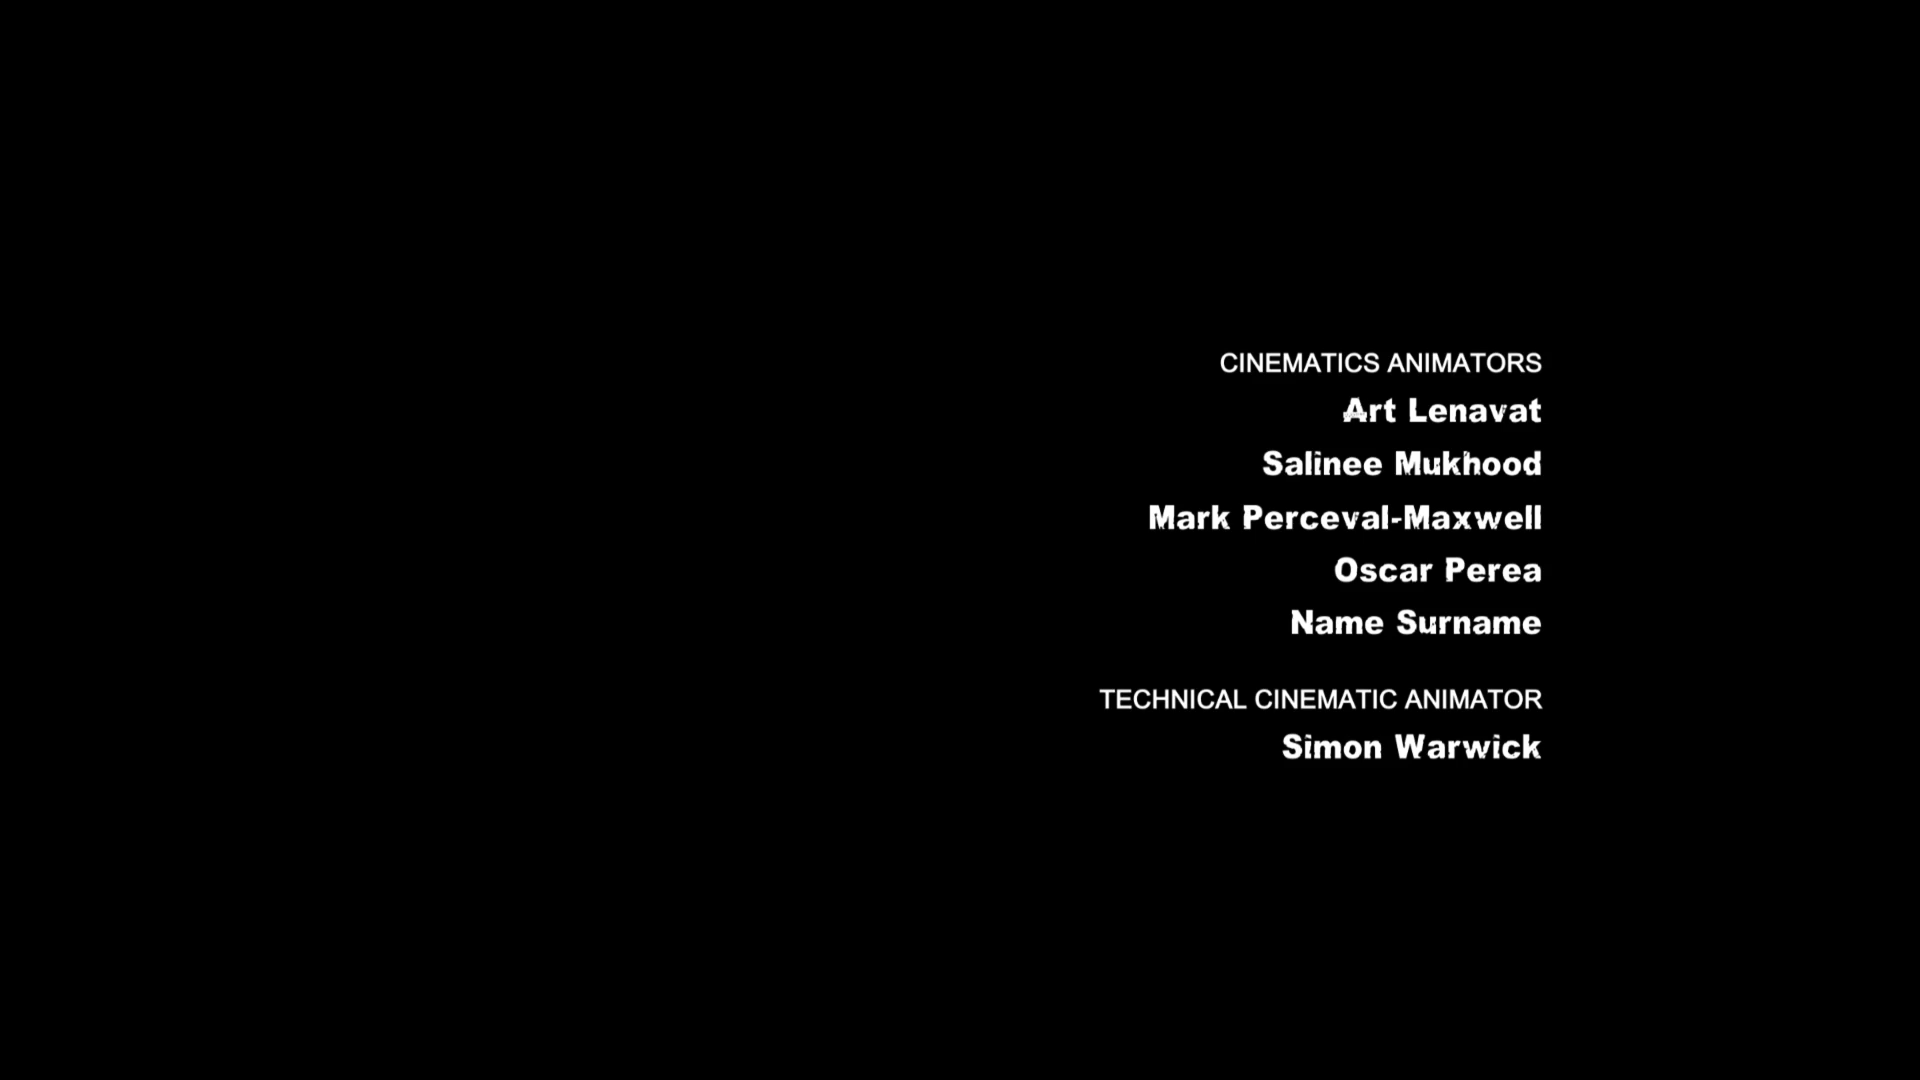 CINEMATICS ANIMATORS
Art Lenavat
Salinee Mukhood
Mark Perceval-Maxwell
Oscar Perea
Name Surname
TECHNICAL CINEMATIC ANIMATOR
Simon Warwick